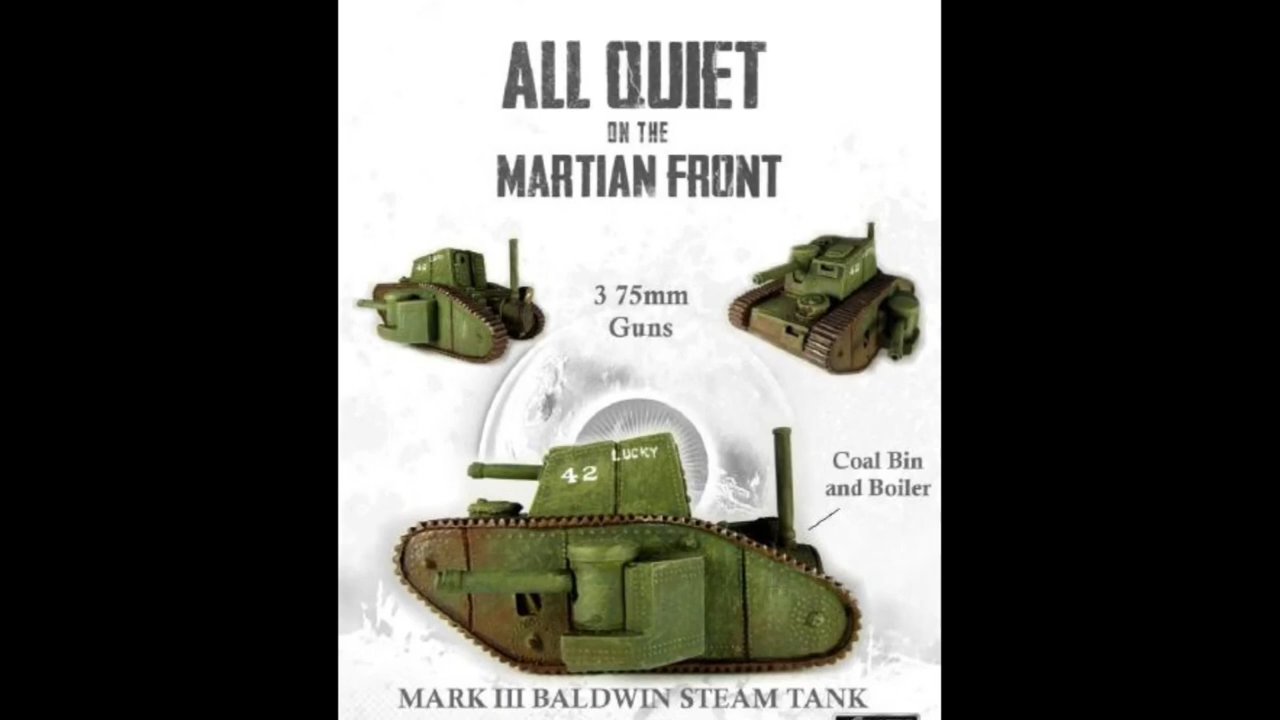 ALL QUIET
ON THE
MARTIAN FRONT
3 75mm
Guns
42 LUCKY
Coal Bin
and Boiler
MARK III BALDWIN STEAM TANK